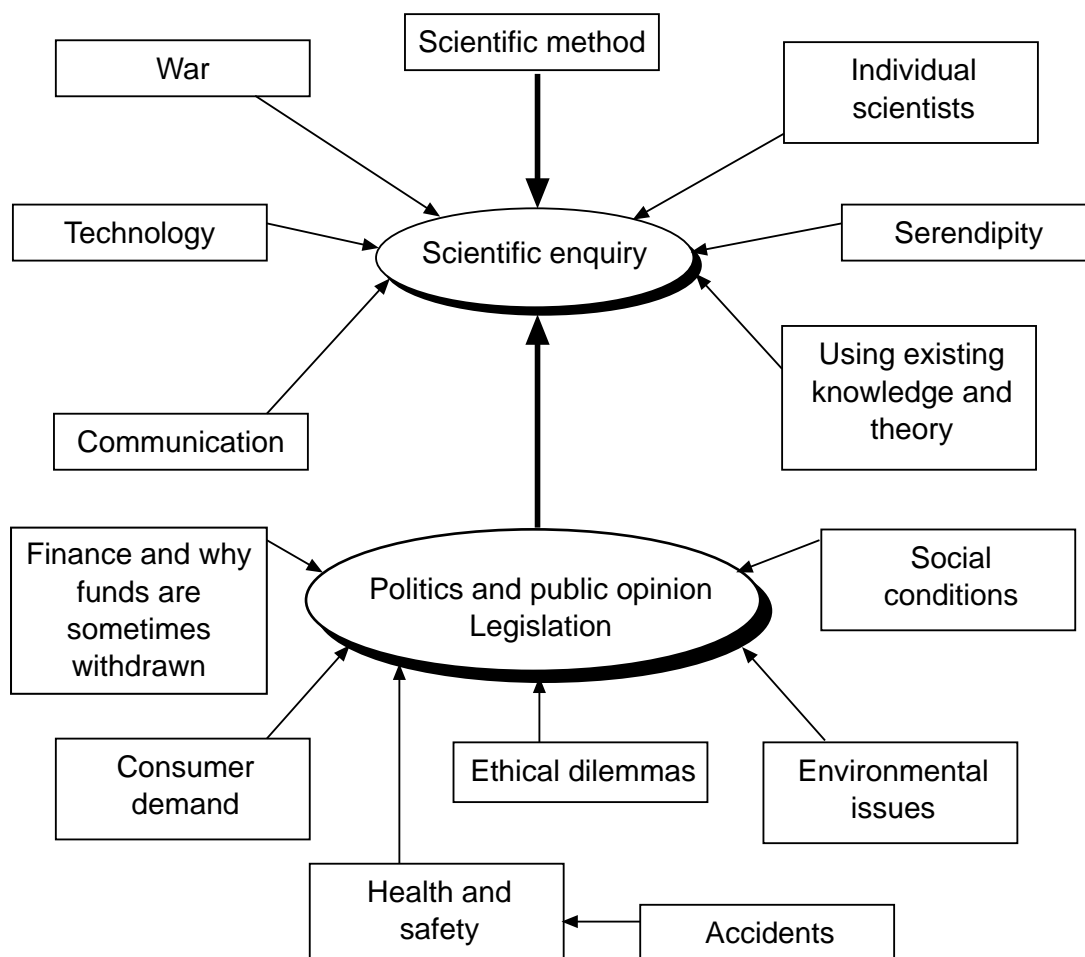 Scientific method
War
Individual
scientists
Technology
Scientific enquiry
Serendipity
Using existing
knowledge and
theory
Communication
Finance and why
funds are
sometimes
withdrawn
Politics and public opinion
Legislation
Social
conditions
Consumer
demand
Ethical dilemmas
Environmental
issues
Health and
safety
Accidents